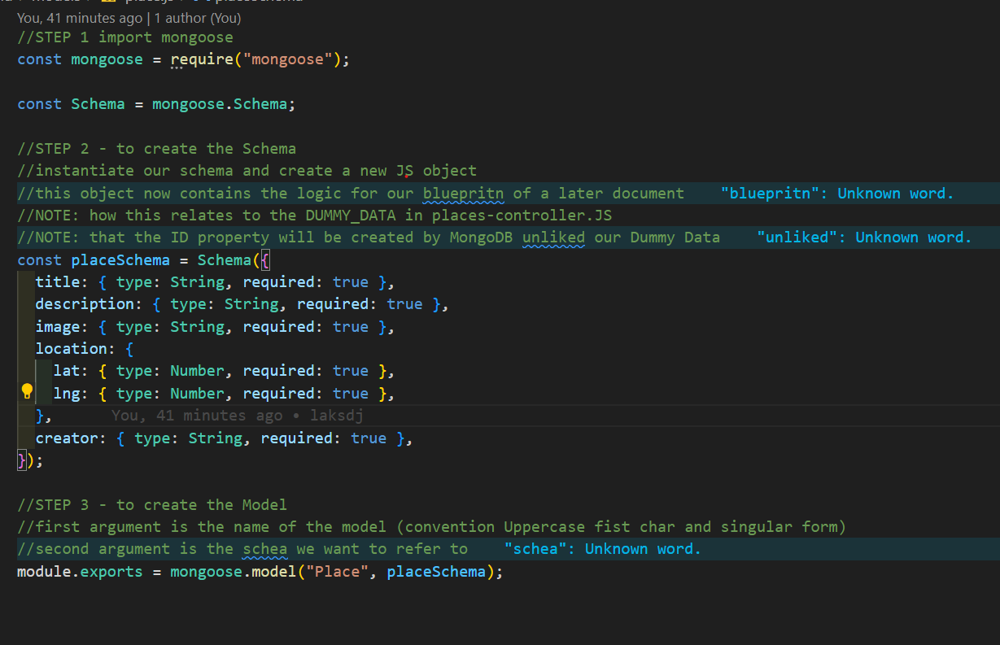 You, 41 minutes ago | 1 author (You)
//STEP 1 import mongoose
const mongoose = require("mongoose");
const Schema = mongoose.Schema;
//STEP 2 - to create the Schema
//instantiate our schema and create a new JS object
//this object now contains the logic for our bluepritn of a later document "bluepritn": Unknown word.
//NOTE: how this relates to the DUMMY_DATA in places-controller.JS
//NOTE: that the ID property will be created by MongoDB unliked our Dummy Data "unliked": Unknown word.
const placeSchema = Schema({
title: { type: String, required: true },
description: { type: String, required: true },
image: { type: String, required: true },
location: {
lat: { type: Number, required: true },
lng: { type: Number, required: true },
}, You, 41 minutes ago • laksdj
creator: { type: String, required: true },
});
//STEP 3 - to create the Model
//first argument is the name of the model (convention Uppercase fist char and singular form)
//second argument is the schea we want to refer to "schea": Unknown word.
module.exports = mongoose.model("Place", placeSchema);